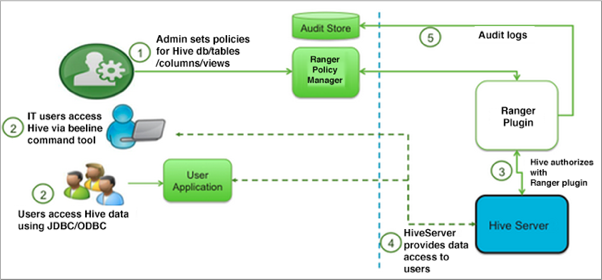 1
Admin sets policies
for Hive db/tables
/columns/views
Audit Store
Ranger
Policy
Manager
5
Audit logs
Ranger
Plugin
2
IT users access
Hive via beeline
command tool
2
Users access Hive data
using JDBC/ODBC
User
Application
3
Hive authorizes
with
Ranger plugin
4
HiveServer
provides data
access to
users
Hive Server